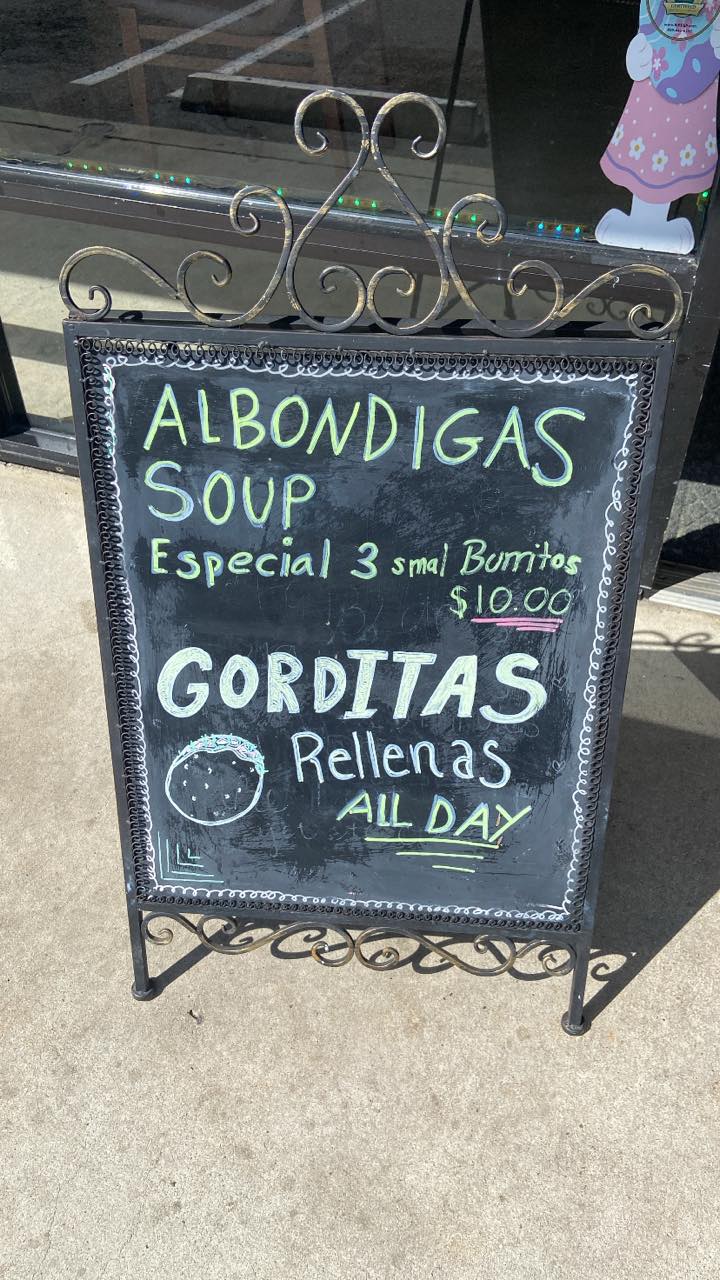 ALBONDIGAS
SOUP
Especial 3 smal Burritos
$10.00
GORDITAS
Rellenas
ALL DAY